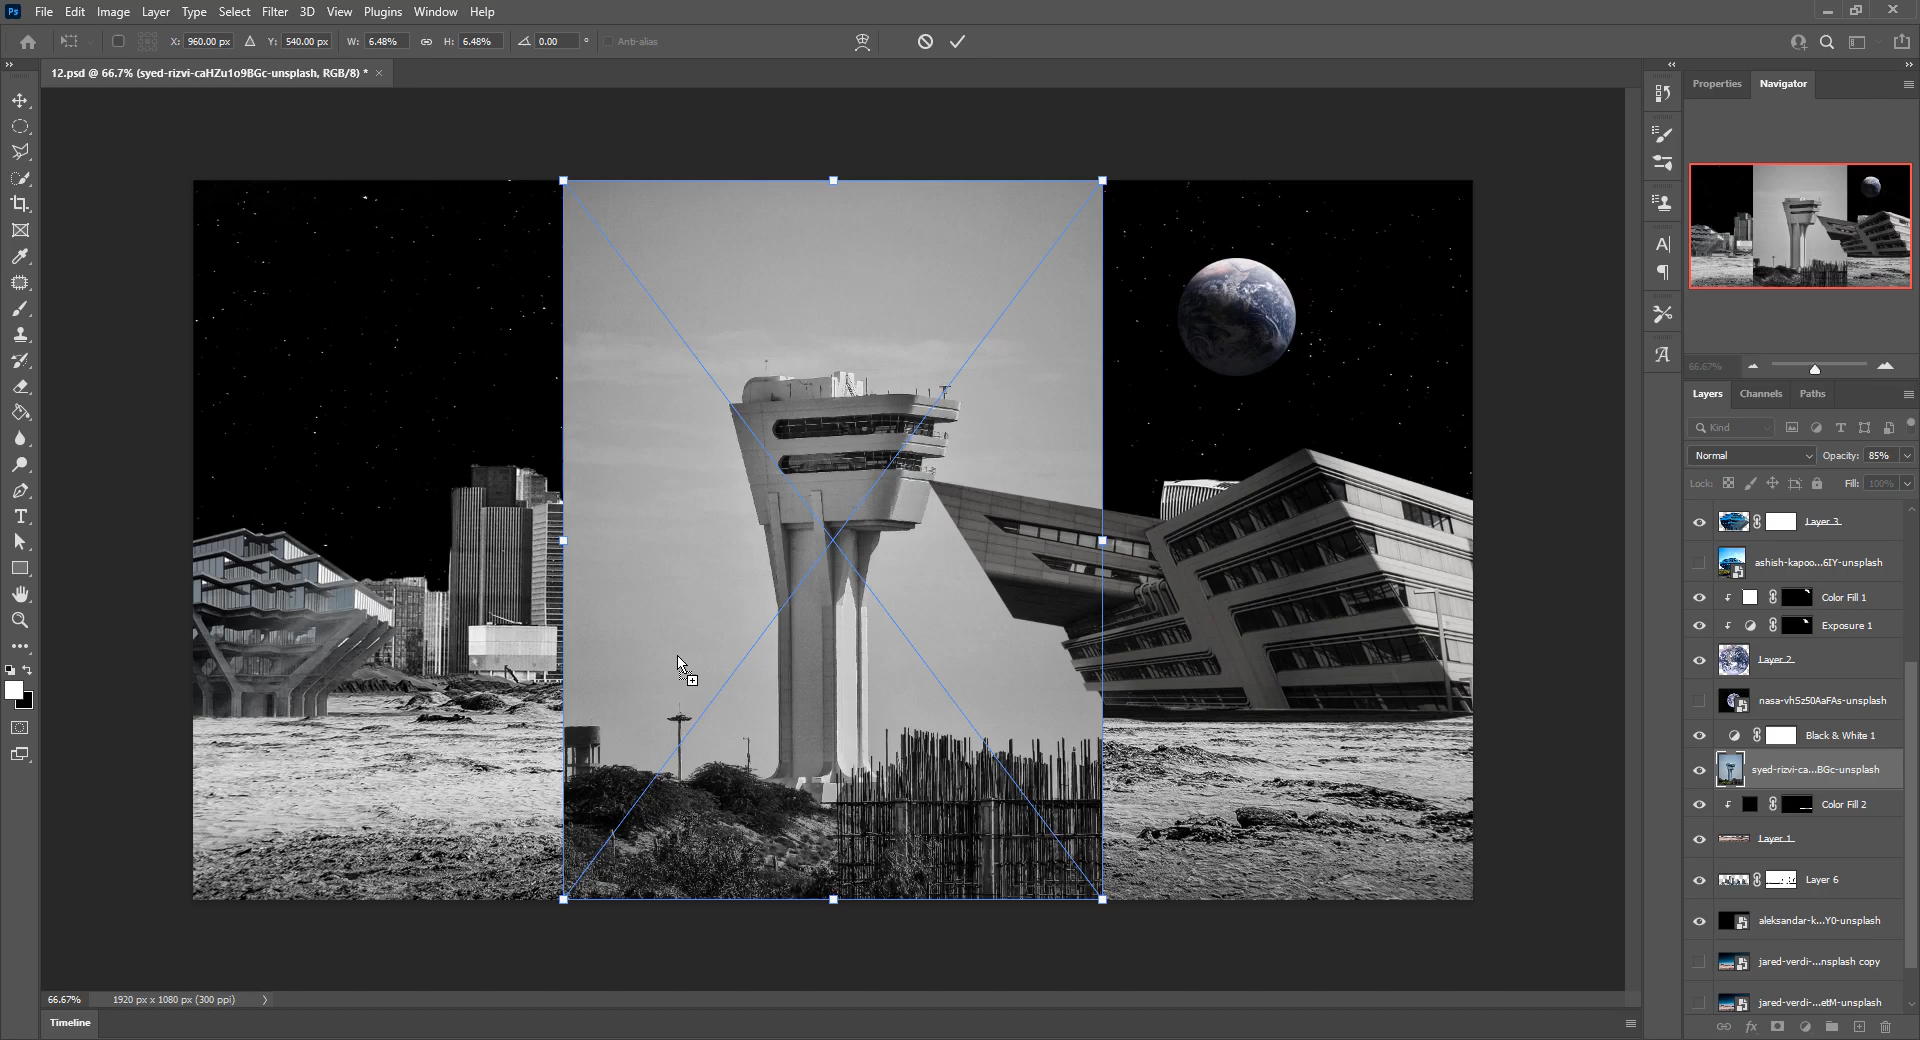 Ps File Edit Image Layer Type Select Filter 3D View Plugins Window Help
X: 960.00 px Y: 540.00 px W: 6.48% H: 6.48% 0.00 ° Anti-alias
12.psd @ 66.7% (syed-rizvi-caHZu1o9BGc-unsplash, RGB/8) * ×
Properties Navigator
66.67%
Layers Channels Paths
Kind
Normal Opacity: 85%
Lock: Fill: 100%
Layer 3
ashish-kapoo...6IY-unsplash
Color Fill 1
Exposure 1
Layer 2
nasa-vhSz50AaFAs-unsplash
Black & White 1
syed-rizvi-ca...BGc-unsplash
Color Fill 2
Layer 1
Layer 6
aleksandar-k...Y0-unsplash
jared-verdi-...nsplash copy
jared-verdi-...etM-unsplash
66.67% 1920 px x 1080 px (300 ppi)
Timeline